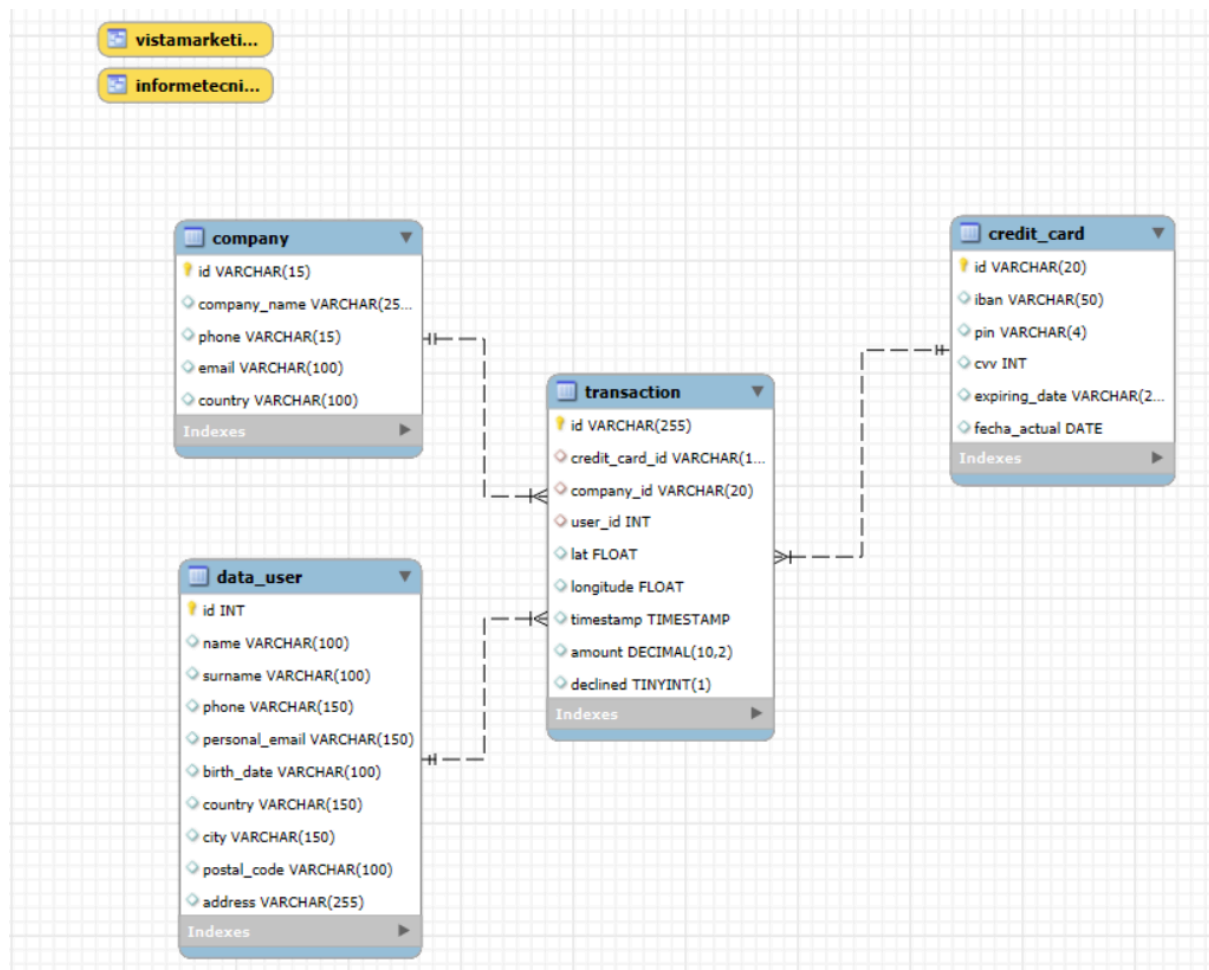 vistamarketi...
informetecni...
company
id VARCHAR(15)
company_name VARCHAR(25...
phone VARCHAR(15)
email VARCHAR(100)
country VARCHAR(100)
Indexes
credit_card
id VARCHAR(20)
iban VARCHAR(50)
pin VARCHAR(4)
cvv INT
expiring_date VARCHAR(2...
fecha_actual DATE
Indexes
transaction
id VARCHAR(255)
credit_card_id VARCHAR(1...
company_id VARCHAR(20)
user_id INT
lat FLOAT
longitude FLOAT
timestamp TIMESTAMP
amount DECIMAL(10,2)
declined TINYINT(1)
Indexes
data_user
id INT
name VARCHAR(100)
surname VARCHAR(100)
phone VARCHAR(150)
personal_email VARCHAR(150)
birth_date VARCHAR(100)
country VARCHAR(150)
city VARCHAR(150)
postal_code VARCHAR(100)
address VARCHAR(255)
Indexes